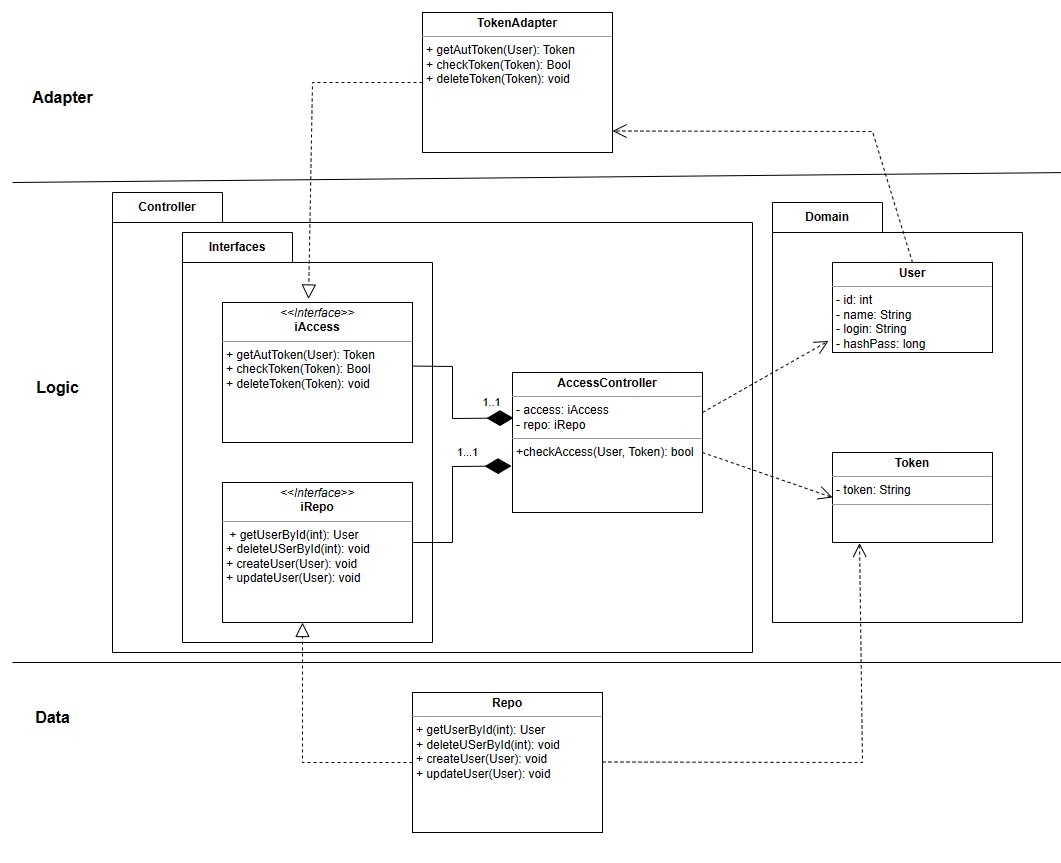 TokenAdapter
+ getAutToken(User): Token
+ checkToken(Token): Bool
+ deleteToken(Token): void
Adapter
Controller
Domain
Interfaces
User
- id: int
- name: String
- login: String
- hashPass: long
<<Interface>>
iAccess
+ getAutToken(User): Token
+ checkToken(Token): Bool
+ deleteToken(Token): void
Logic
AccessController
- access: iAccess
- repo: iRepo
+checkAccess(User, Token): bool
1..1
1...1
Token
- token: String
<<Interface>>
iRepo
+ getUserById(int): User
+ deleteUSerById(int): void
+ createUser(User): void
+ updateUser(User): void
Data
Repo
+ getUserById(int): User
+ deleteUSerById(int): void
+ createUser(User): void
+ updateUser(User): void